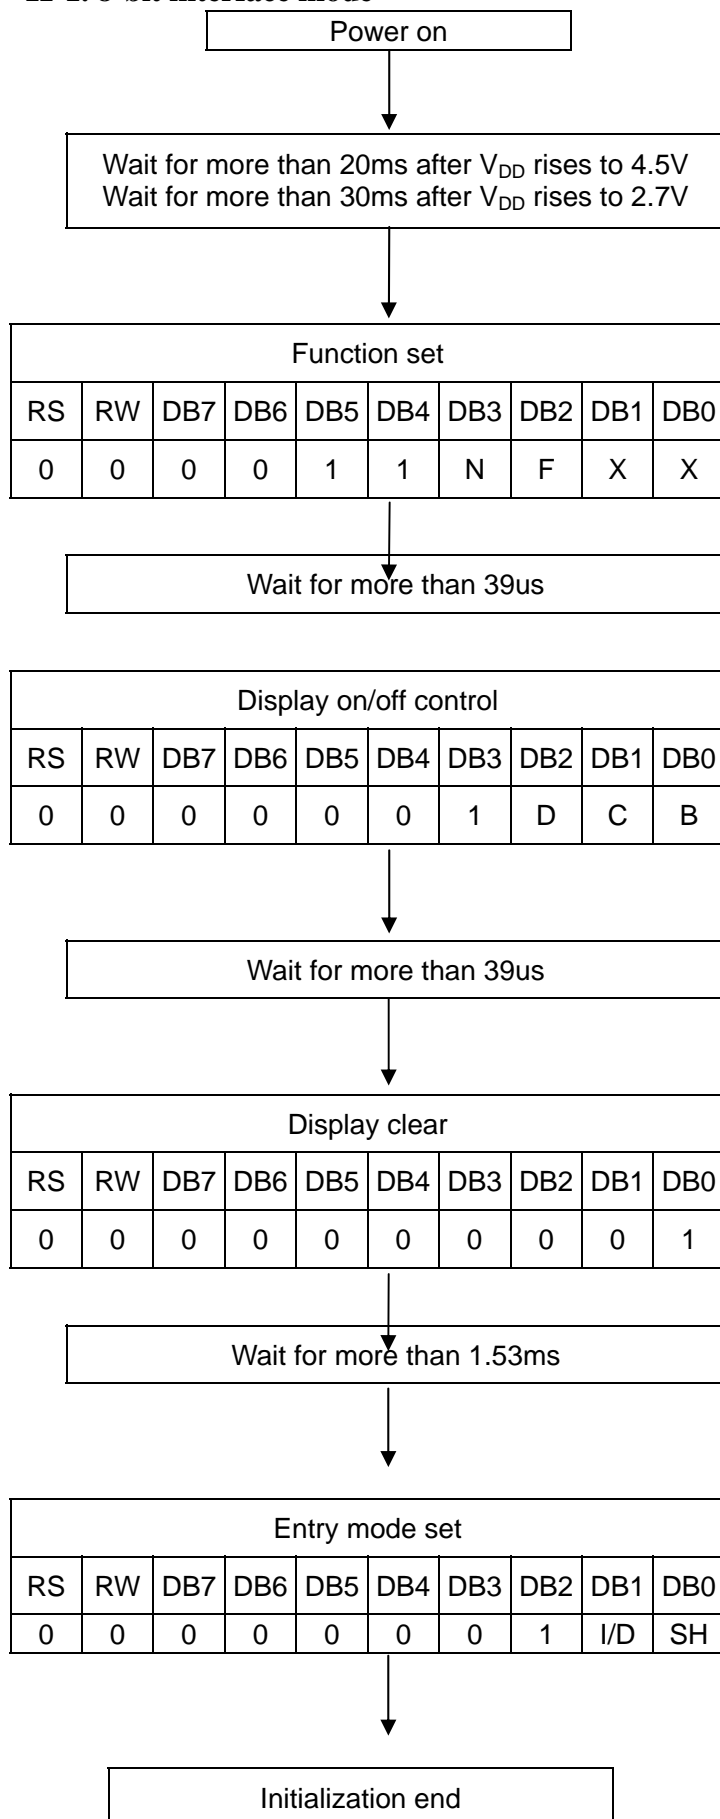 Power on
Wait for more than 20ms after VDD rises to 4.5V
Wait for more than 30ms after VDD rises to 2.7V
Function set
RS RW DB7 DB6 DB5 DB4 DB3 DB2 DB1 DB0
0 0 0 0 1 1 N F X X
Wait for more than 39us
Display on/off control
RS RW DB7 DB6 DB5 DB4 DB3 DB2 DB1 DB0
0 0 0 0 0 0 1 D C B
Wait for more than 39us
Display clear
RS RW DB7 DB6 DB5 DB4 DB3 DB2 DB1 DB0
0 0 0 0 0 0 0 0 0 1
Wait for more than 1.53ms
Entry mode set
RS RW DB7 DB6 DB5 DB4 DB3 DB2 DB1 DB0
0 0 0 0 0 0 0 1 I/D SH
Initialization end